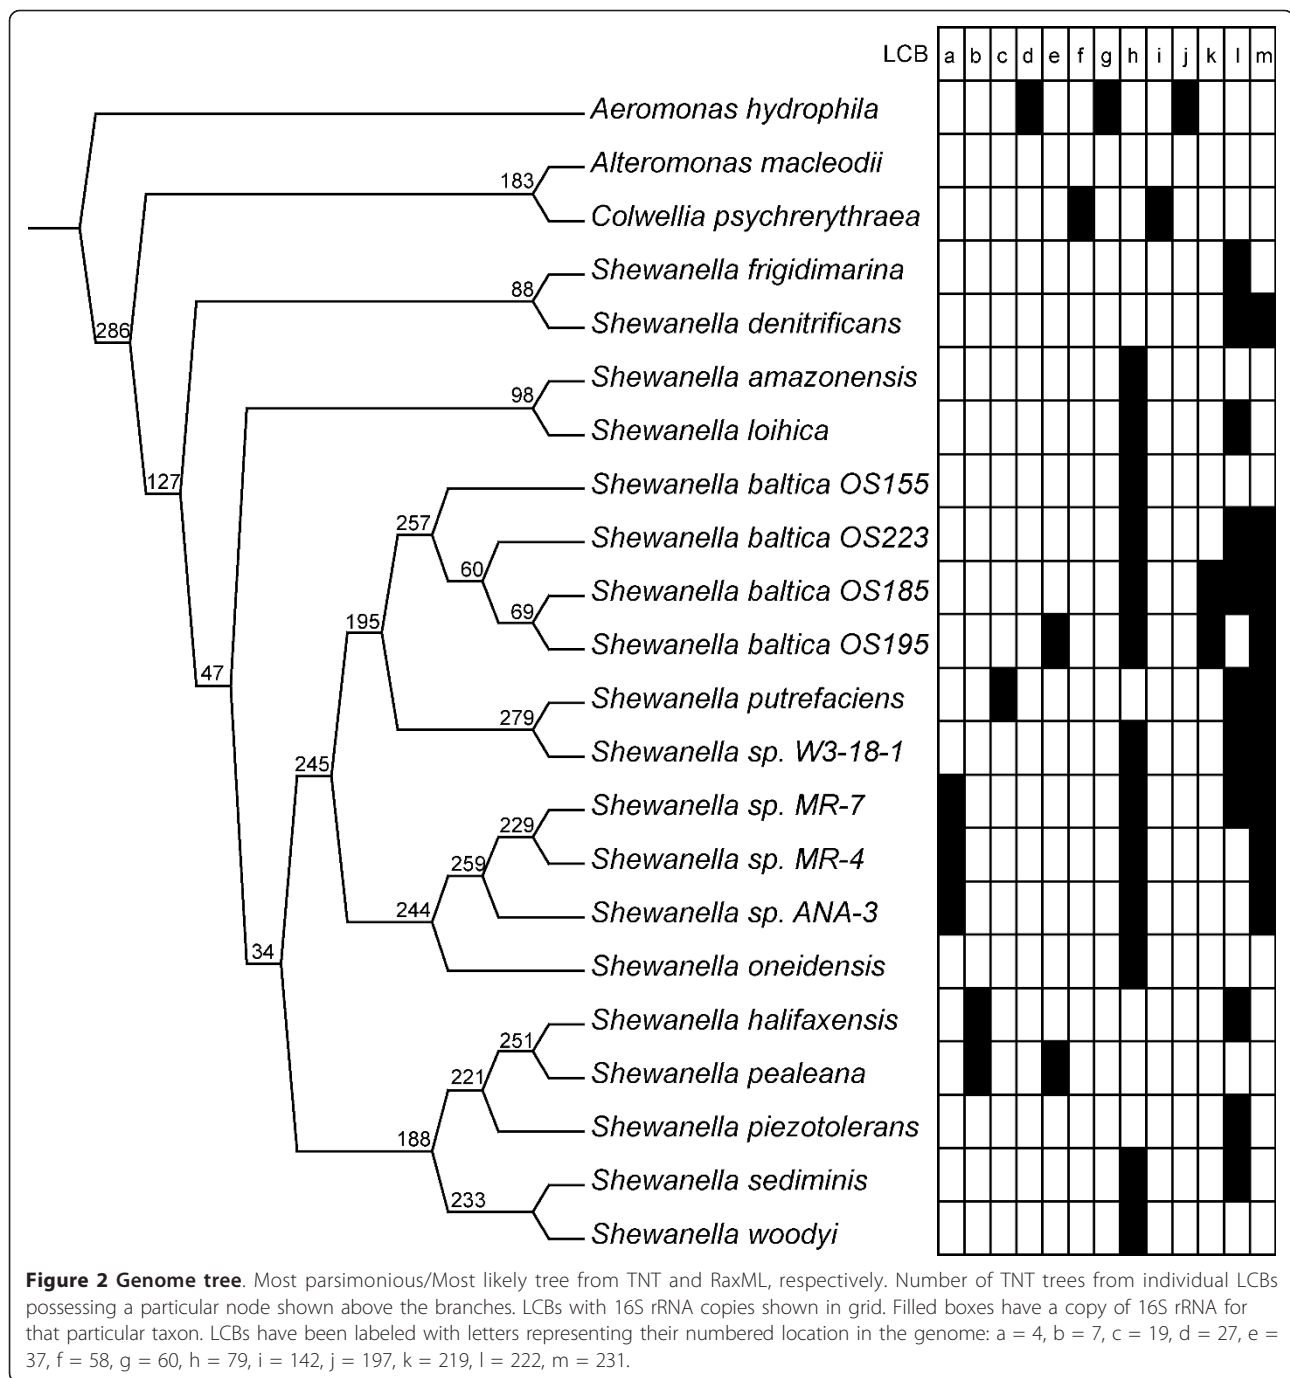 LCB a b c d e f g h i j k l m
Aeromonas hydrophila
Alteromonas macleodii
183
Colwellia psychrerythraea
Shewanella frigidimarina
88
Shewanella denitrificans
286
Shewanella amazonensis
98
Shewanella loihica
127
Shewanella baltica OS155
257
Shewanella baltica OS223
60
Shewanella baltica OS185
69
195
Shewanella baltica OS195
47
Shewanella putrefaciens
279
Shewanella sp. W3-18-1
245
Shewanella sp. MR-7
229
Shewanella sp. MR-4
259
244
Shewanella sp. ANA-3
34
Shewanella oneidensis
Shewanella halifaxensis
251
Shewanella pealeana
221
Shewanella piezotolerans
188
Shewanella sediminis
233
Shewanella woodyi
Figure 2 Genome tree. Most parsimonious/Most likely tree from TNT and RaxML, respectively. Number of TNT trees from individual LCBs
possessing a particular node shown above the branches. LCBs with 16S rRNA copies shown in grid. Filled boxes have a copy of 16S rRNA for
that particular taxon. LCBs have been labeled with letters representing their numbered location in the genome: a = 4, b = 7, c = 19, d = 27, e =
37, f = 58, g = 60, h = 79, i = 142, j = 197, k = 219, l = 222, m = 231.